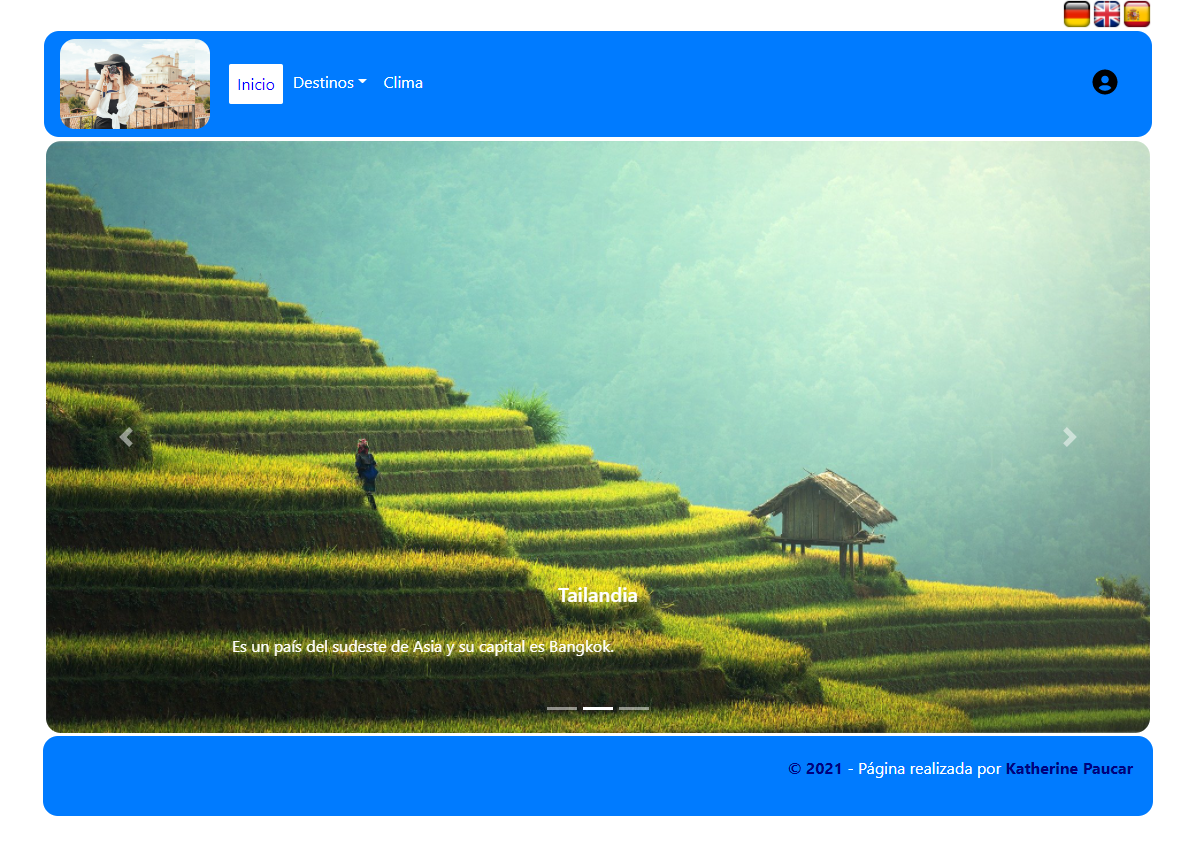 Inicio Destinos Clima
Tailandia
Es un país del sudeste de Asia y su capital es Bangkok.
© 2021 - Página realizada por Katherine Paucar